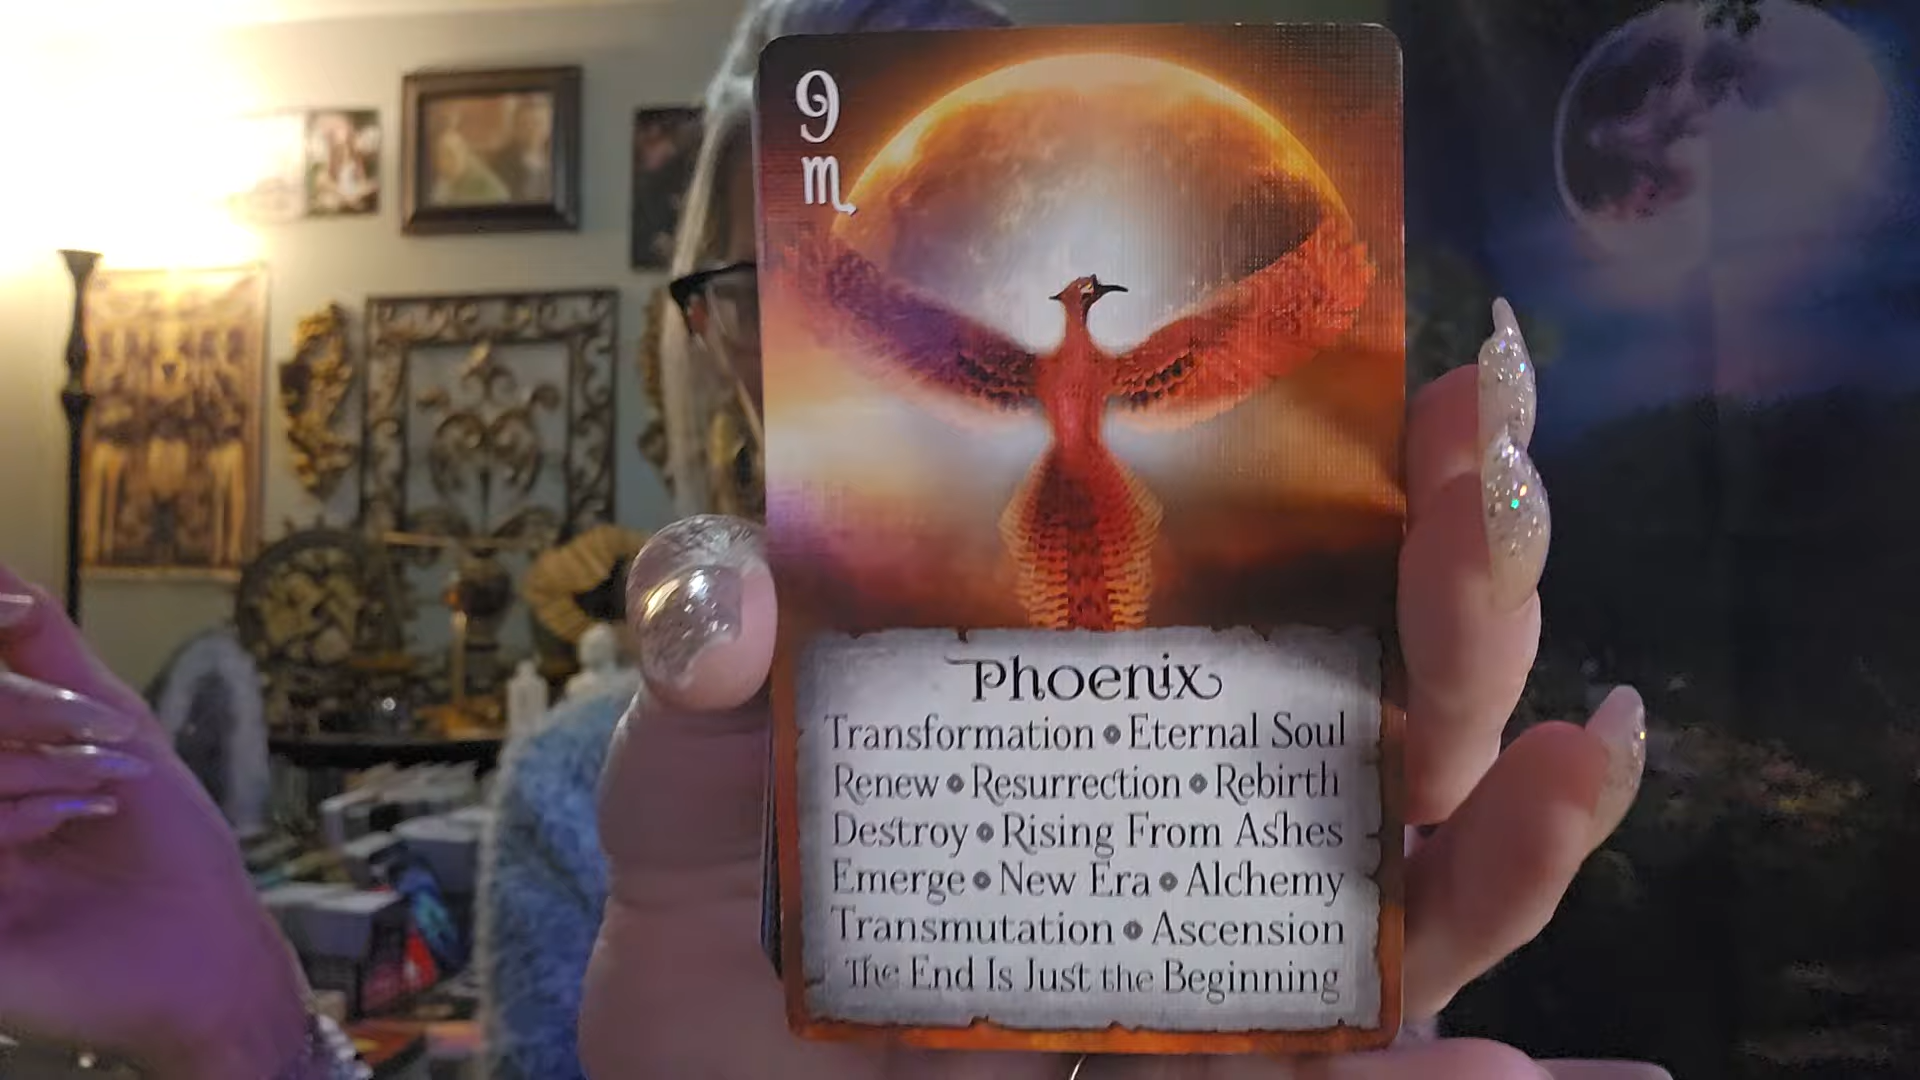 9
♏
Phoenix
Transformation • Eternal Soul
Renew • Resurrection • Rebirth
Destroy • Rising From Ashes
Emerge • New Era • Alchemy
Transmutation • Ascension
The End Is Just the Beginning